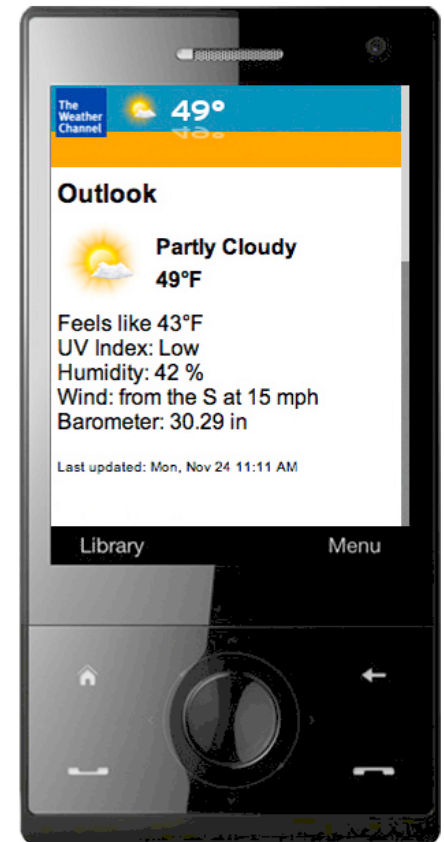 The
Weather
Channel
49°
Outlook
Partly Cloudy
49°F
Feels like 43°F
UV Index: Low
Humidity: 42 %
Wind: from the S at 15 mph
Barometer: 30.29 in
Last updated: Mon, Nov 24 11:11 AM
Library
Menu